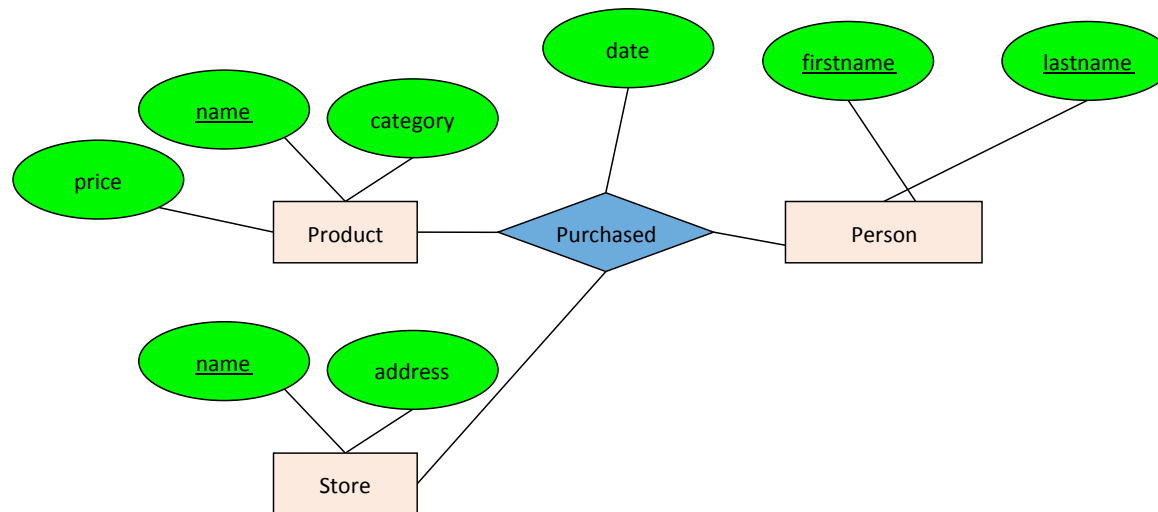 date
firstname
lastname
name
category
price
Product
Purchased
Person
name
address
Store